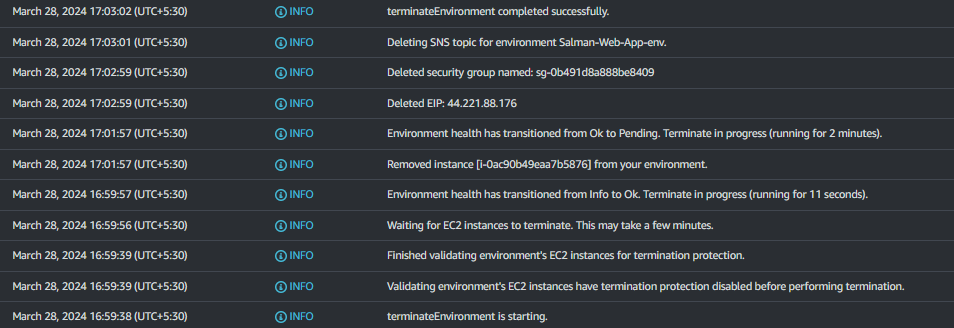 March 28, 2024 17:03:02 (UTC+5:30) INFO terminateEnvironment completed successfully.
March 28, 2024 17:03:01 (UTC+5:30) INFO Deleting SNS topic for environment Salman-Web-App-env.
March 28, 2024 17:02:59 (UTC+5:30) INFO Deleted security group named: sg-0b491d8a888be8409
March 28, 2024 17:02:59 (UTC+5:30) INFO Deleted EIP: 44.221.88.176
March 28, 2024 17:01:57 (UTC+5:30) INFO Environment health has transitioned from Ok to Pending. Terminate in progress (running for 2 minutes).
March 28, 2024 17:01:57 (UTC+5:30) INFO Removed instance [i-0ac90b49eaa7b5876] from your environment.
March 28, 2024 16:59:57 (UTC+5:30) INFO Environment health has transitioned from Info to Ok. Terminate in progress (running for 11 seconds).
March 28, 2024 16:59:56 (UTC+5:30) INFO Waiting for EC2 instances to terminate. This may take a few minutes.
March 28, 2024 16:59:39 (UTC+5:30) INFO Finished validating environment's EC2 instances for termination protection.
March 28, 2024 16:59:39 (UTC+5:30) INFO Validating environment's EC2 instances have termination protection disabled before performing termination.
March 28, 2024 16:59:38 (UTC+5:30) INFO terminateEnvironment is starting.